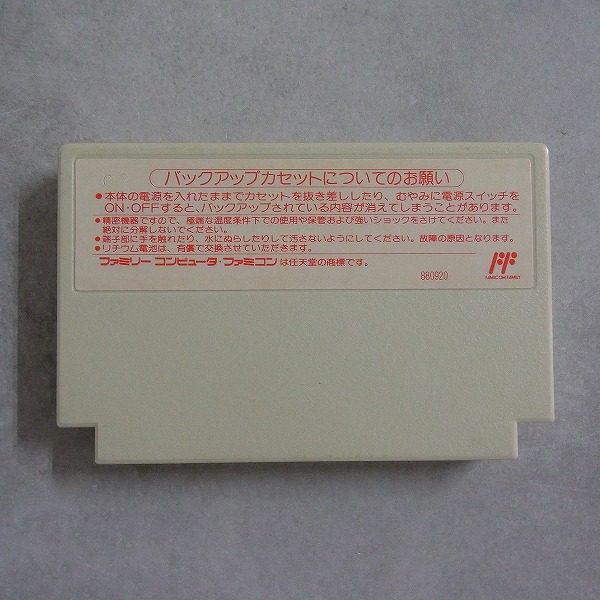 バックアップカセットについてのお願い
●本体の電源を入れたままでカセットを抜き差ししたり、むやみに電源スイッチを
ON・OFFすると、バックアップされている内容が消えてしまうことがあります。
●精密機器ですので、極端な温度条件下での使用や保管および強いショックをさけてください。また
絶対に分解しないでください。
●端子部に手を触れたり、水にぬらしたりして汚さないようにしてください。故障の原因となります。
●リチウム電池は、有償で交換させていただきます。
ファミリー コンピュータ・ファミコンは任天堂の商標です。
880920
FAMICOM FAMILY